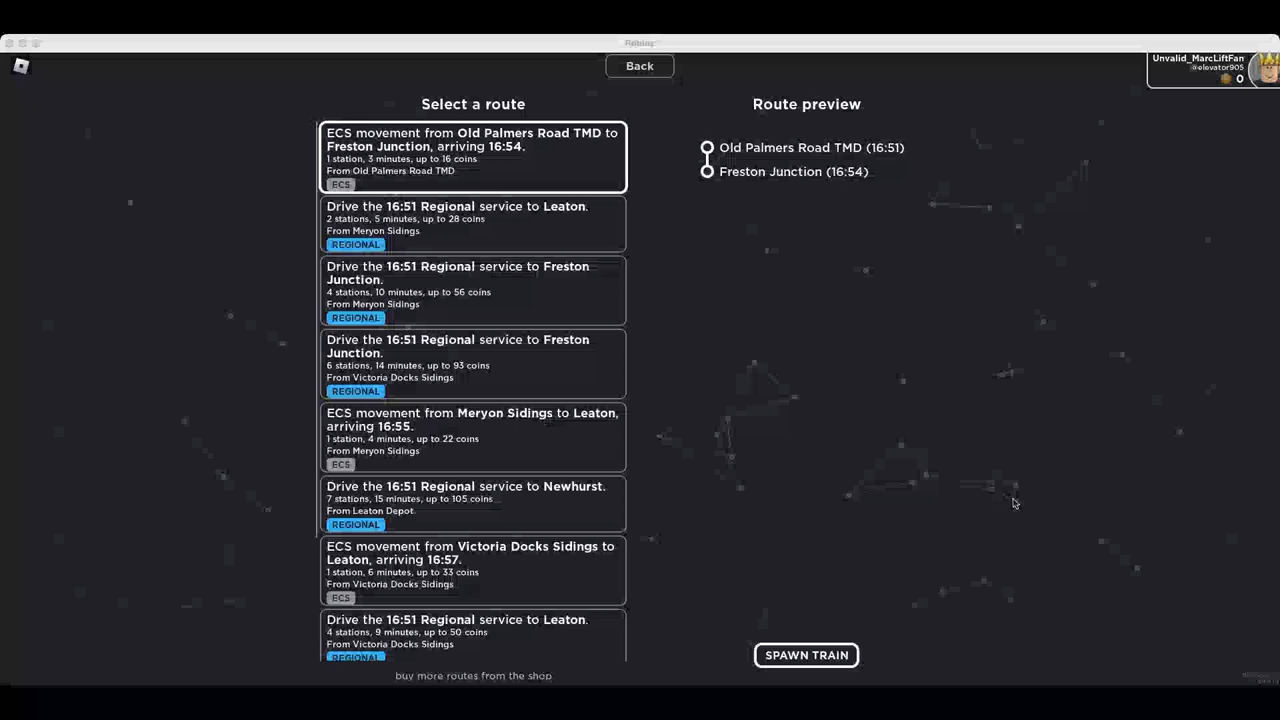 Roblox
Back
Unvalid_MarcLiftFan
@elevator905
0
Select a route
Route preview
ECS movement from Old Palmers Road TMD to
Freston Junction, arriving 16:54.
1 station, 3 minutes, up to 16 coins
From Old Palmers Road TMD
ECS
Old Palmers Road TMD (16:51)
Freston Junction (16:54)
Drive the 16:51 Regional service to Leaton.
2 stations, 5 minutes, up to 28 coins
From Meryon Sidings
REGIONAL
Drive the 16:51 Regional service to Freston
Junction.
4 stations, 10 minutes, up to 56 coins
From Meryon Sidings
REGIONAL
Drive the 16:51 Regional service to Freston
Junction.
6 stations, 14 minutes, up to 93 coins
From Victoria Docks Sidings
REGIONAL
ECS movement from Meryon Sidings to Leaton,
arriving 16:55.
1 station, 4 minutes, up to 22 coins
From Meryon Sidings
ECS
Drive the 16:51 Regional service to Newhurst.
7 stations, 15 minutes, up to 105 coins
From Leaton Depot
REGIONAL
ECS movement from Victoria Docks Sidings to
Leaton, arriving 16:57.
1 station, 6 minutes, up to 33 coins
From Victoria Docks Sidings
ECS
Drive the 16:51 Regional service to Leaton.
4 stations, 9 minutes, up to 50 coins
From Victoria Docks Sidings
REGIONAL
SPAWN TRAIN
buy more routes from the shop